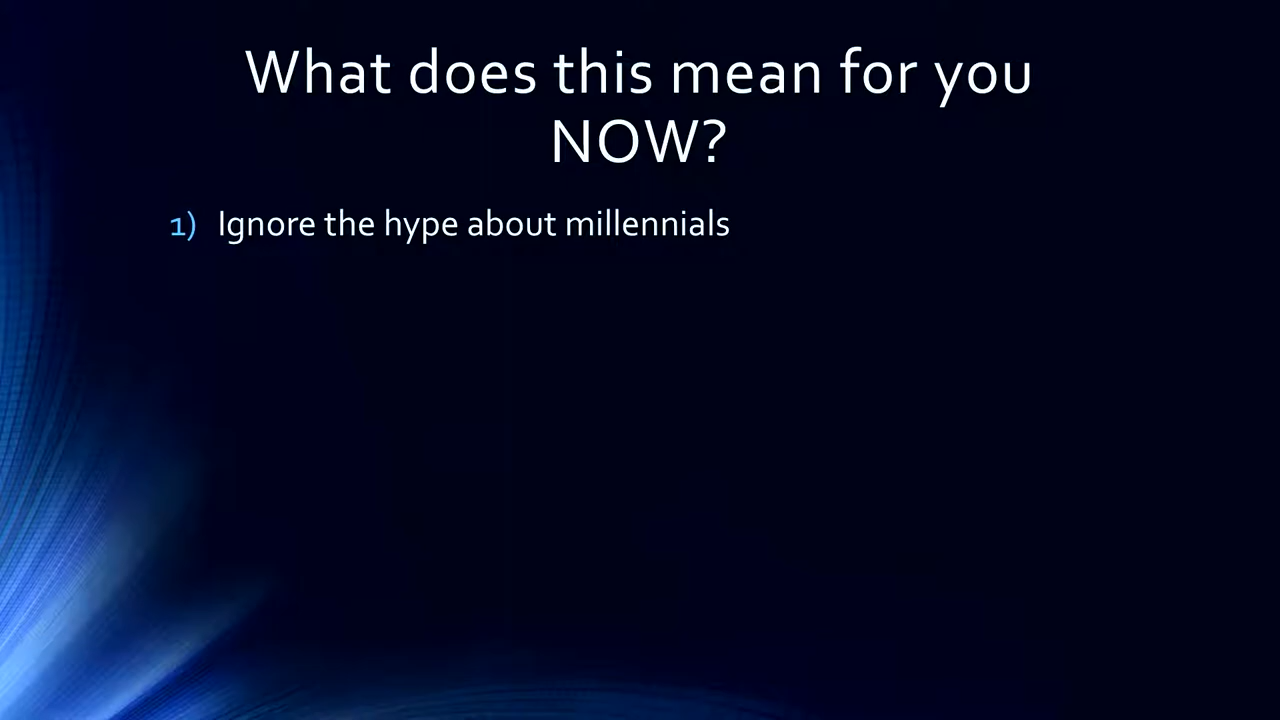 What does this mean for you
NOW?
1) Ignore the hype about millennials